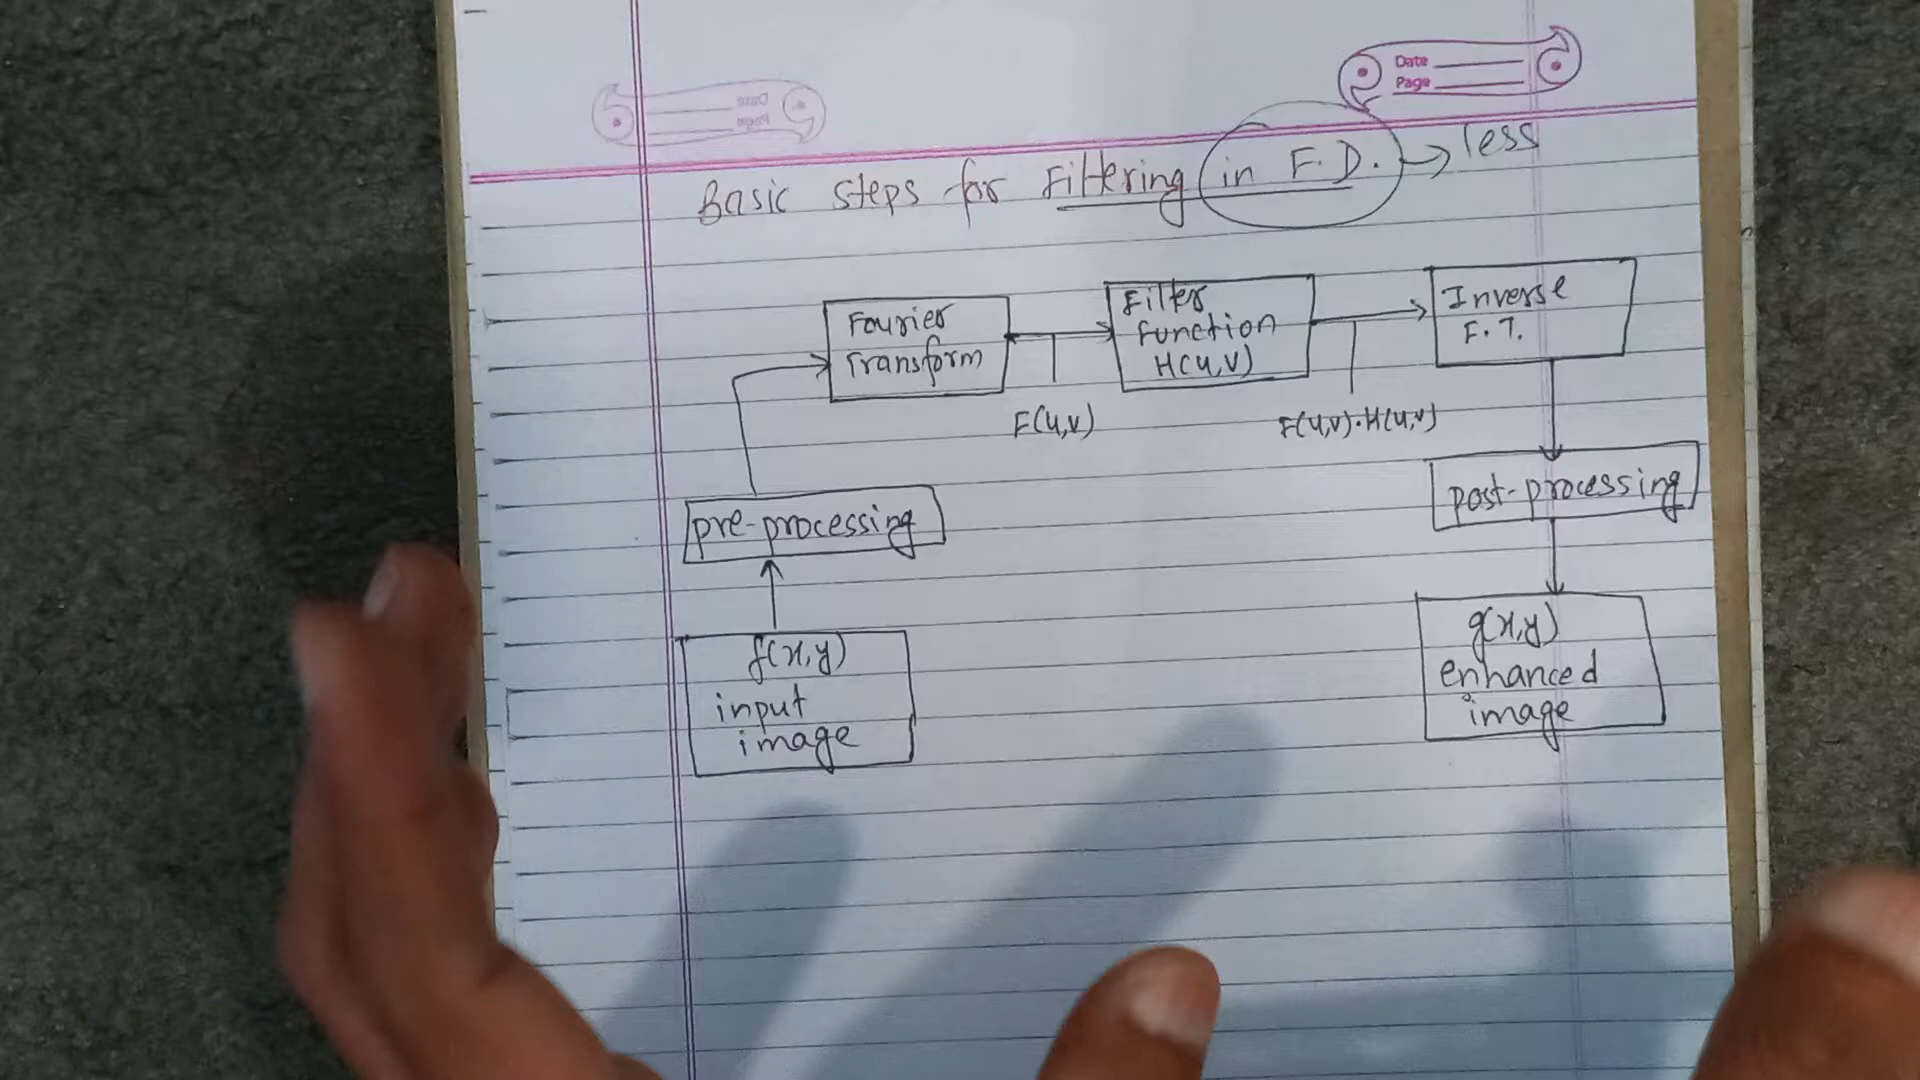 Date
Page
Basic steps for Filtering in F.D. → less
Fourier
Transform
Filter
function
H(u,v)
Inverse
F.T.
F(u,v)
F(u,v).H(u,v)
pre-processing
post-processing
f(x,y)
input
image
g(x,y)
enhanced
image